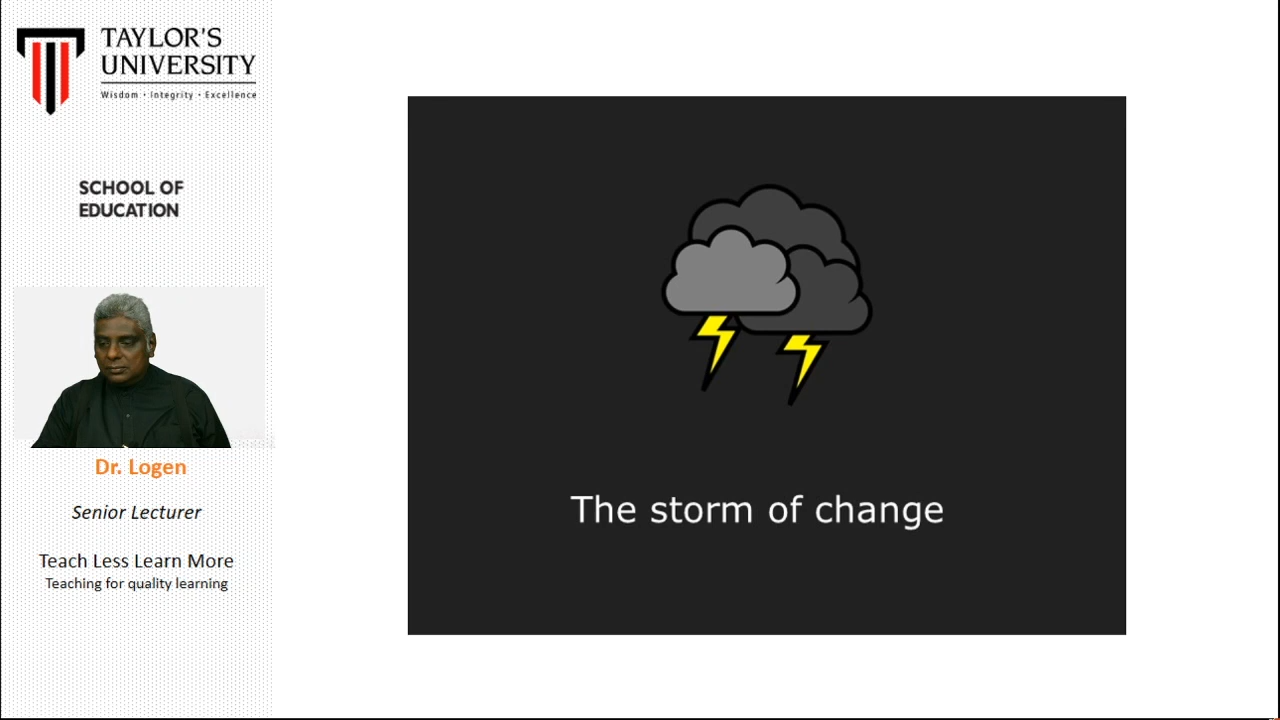 TAYLOR'S
UNIVERSITY
Wisdom · Integrity · Excellence
SCHOOL OF
EDUCATION
Dr. Logen
Senior Lecturer
Teach Less Learn More
Teaching for quality learning
The storm of change